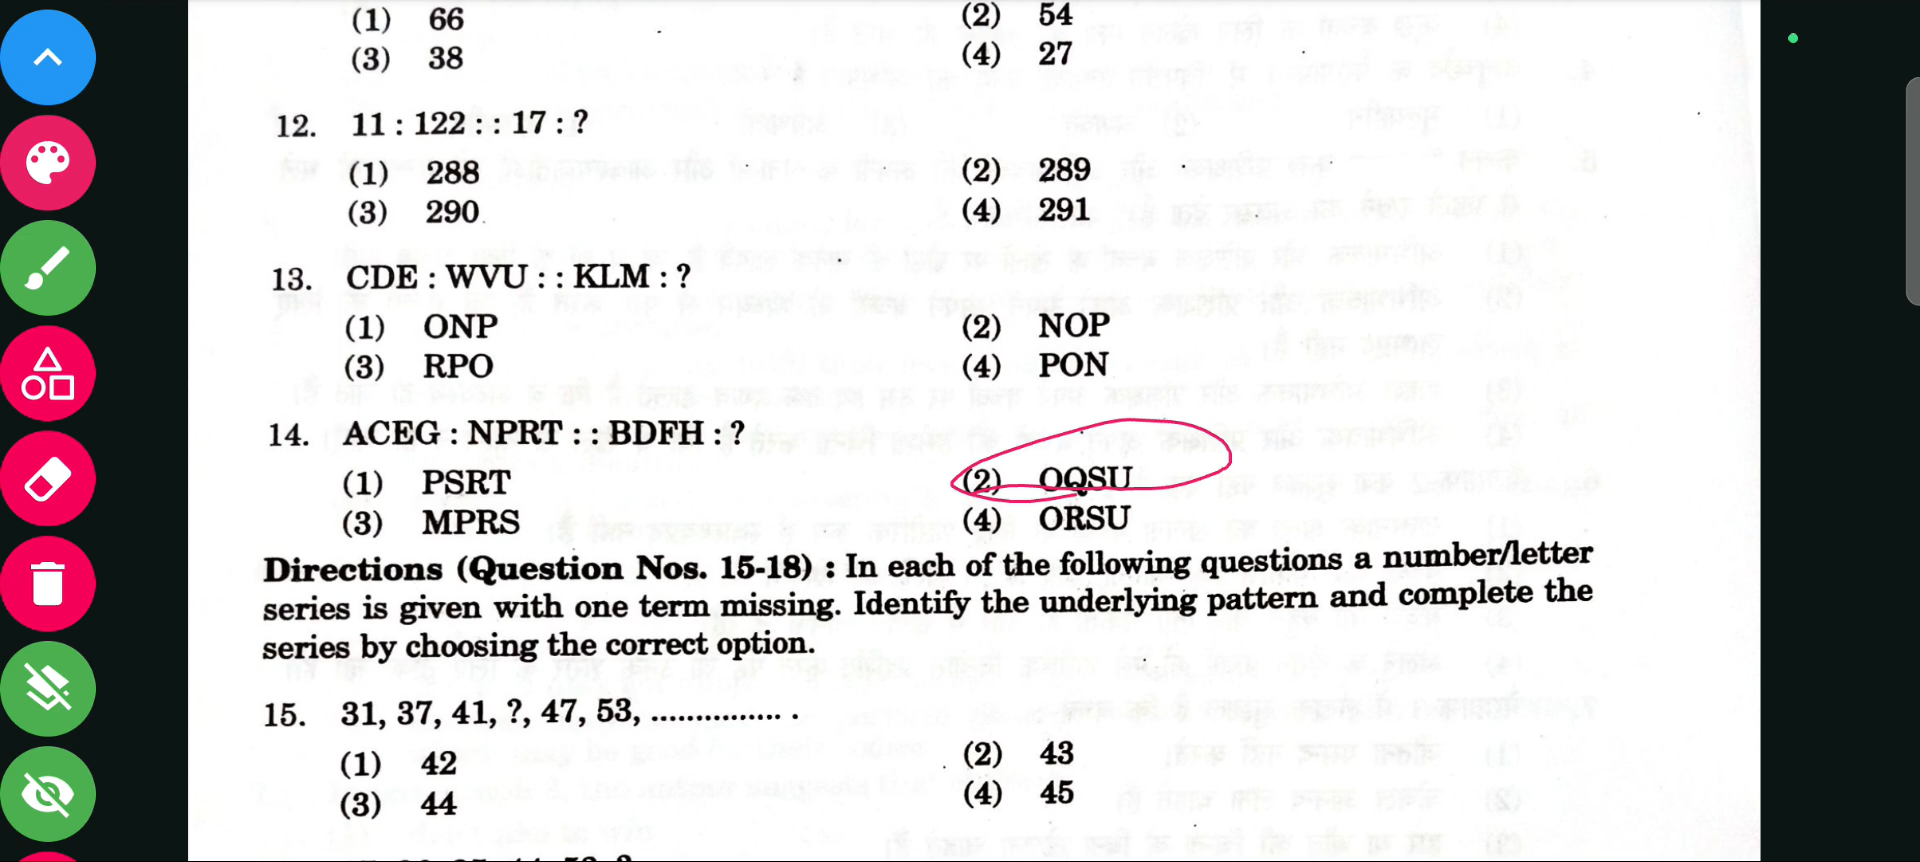 (1) 66 (2) 54
(3) 38 (4) 27
12. 11 : 122 : : 17 : ?
(1) 288 (2) 289
(3) 290 (4) 291
13. CDE : WVU : : KLM : ?
(1) ONP (2) NOP
(3) RPO (4) PON
14. ACEG : NPRT : : BDFH : ?
(1) PSRT (2) OQSU
(3) MPRS (4) ORSU
Directions (Question Nos. 15-18) : In each of the following questions a number/letter
series is given with one term missing. Identify the underlying pattern and complete the
series by choosing the correct option.
15. 31, 37, 41, ?, 47, 53, ............... .
(1) 42 (2) 43
(3) 44 (4) 45